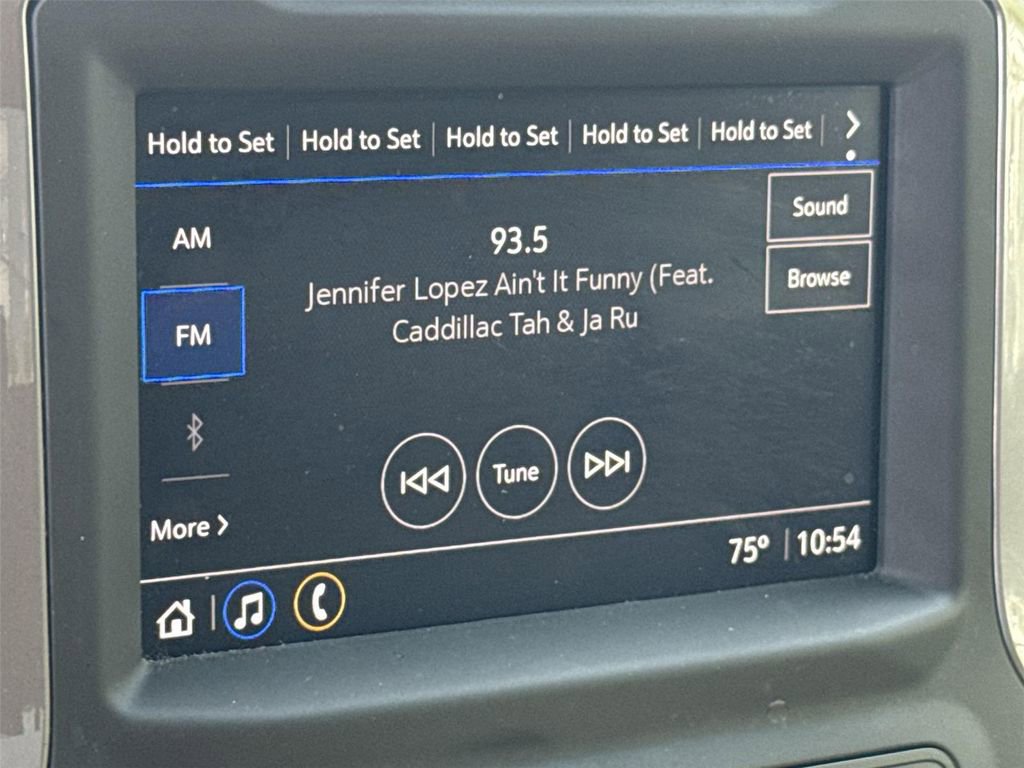 Hold to Set Hold to Set Hold to Set Hold to Set Hold to Set
Sound
AM
93.5
Browse
Jennifer Lopez Ain't It Funny (Feat.
Caddillac Tah & Ja Ru
FM
Tune
More
75° 10:54